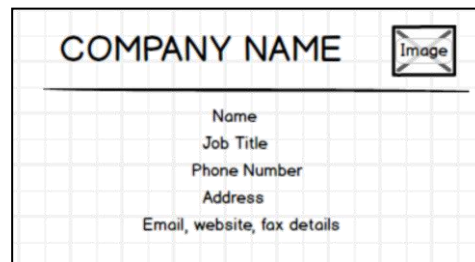 COMPANY NAME
Image
Name
Job Title
Phone Number
Address
Email, website, fax details